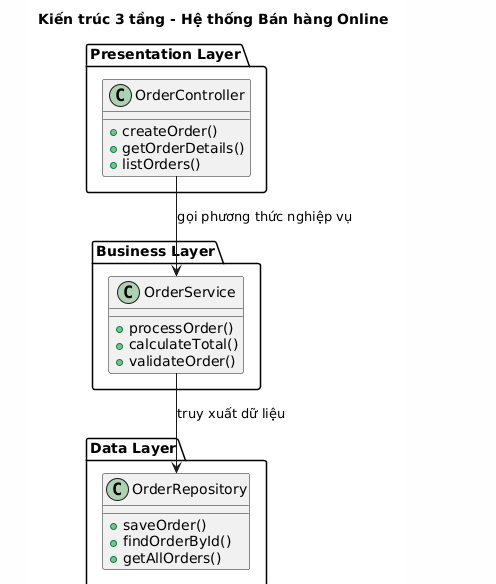 Kiến trúc 3 tầng - Hệ thống Bán hàng Online
Presentation Layer
C OrderController
createOrder()
getOrderDetails()
listOrders()
gọi phương thức nghiệp vụ
Business Layer
C OrderService
processOrder()
calculateTotal()
validateOrder()
truy xuất dữ liệu
Data Layer
C OrderRepository
saveOrder()
findOrderById()
getAllOrders()